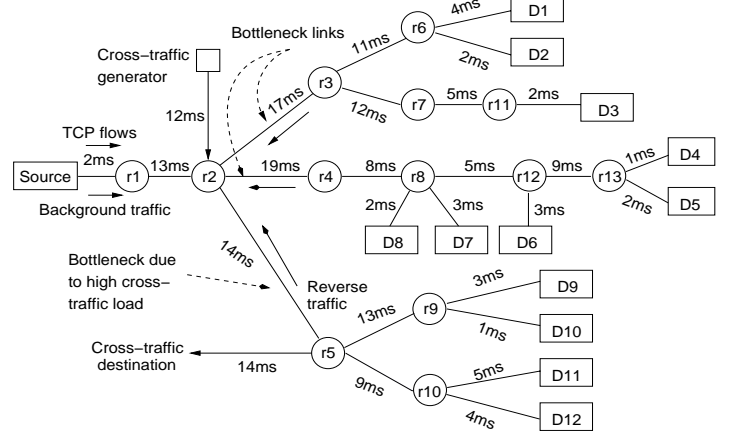 4ms
D1
Bottleneck links
r6
11ms
2ms
D2
Cross−traffic
generator
r3
17ms
12ms
r7
5ms
r11
2ms
D3
12ms
TCP flows
2ms
13ms
19ms
8ms
5ms
9ms
1ms
D4
Source
r1
r2
r4
r8
r12
r13
2ms
D5
Background traffic
2ms
3ms
3ms
D8
D7
D6
14ms
Bottleneck due
to high cross−
traffic load
Reverse
traffic
3ms
D9
13ms
r9
1ms
D10
Cross−traffic
destination
14ms
r5
9ms
r10
5ms
D11
4ms
D12